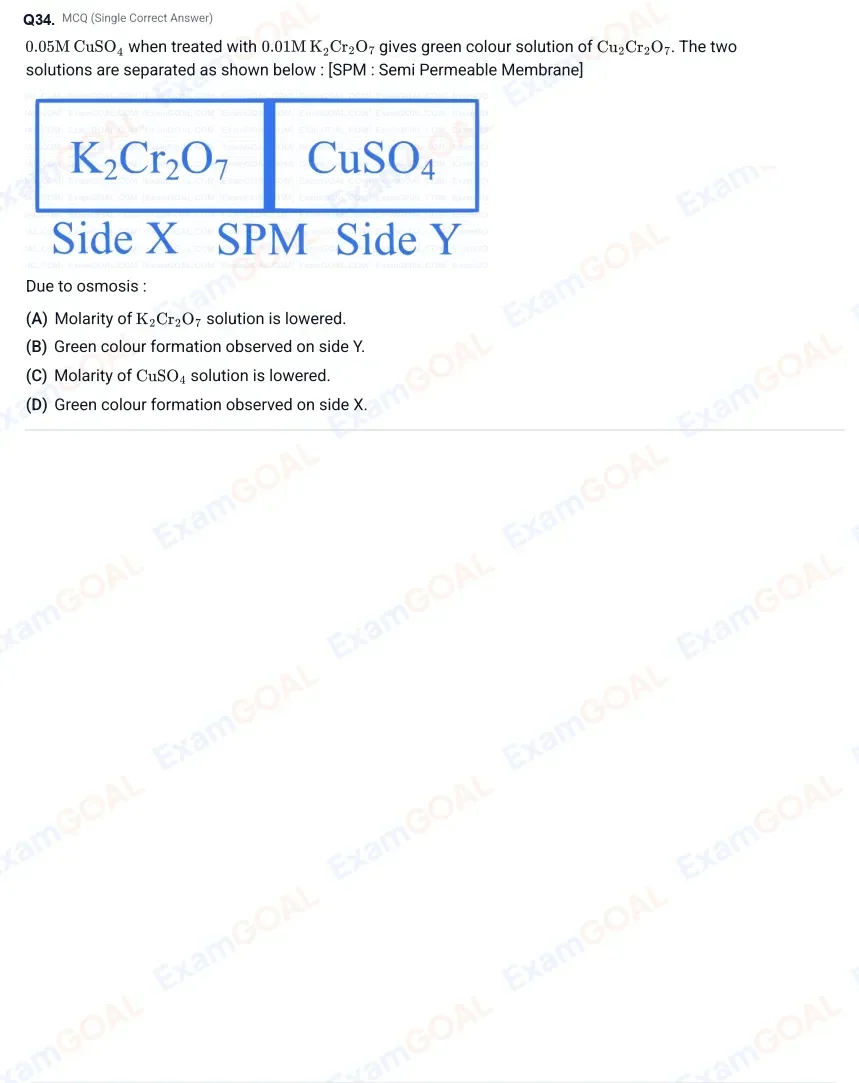 Q34. MCQ (Single Correct Answer)
0.05M CuSO₄ when treated with 0.01M K₂Cr₂O₇ gives green colour solution of Cu₂Cr₂O₇. The two
solutions are separated as shown below : [SPM : Semi Permeable Membrane]
K₂Cr₂O₇ CuSO₄
Side X SPM Side Y
Due to osmosis :
(A) Molarity of K₂Cr₂O₇ solution is lowered.
(B) Green colour formation observed on side Y.
(C) Molarity of CuSO₄ solution is lowered.
(D) Green colour formation observed on side X.